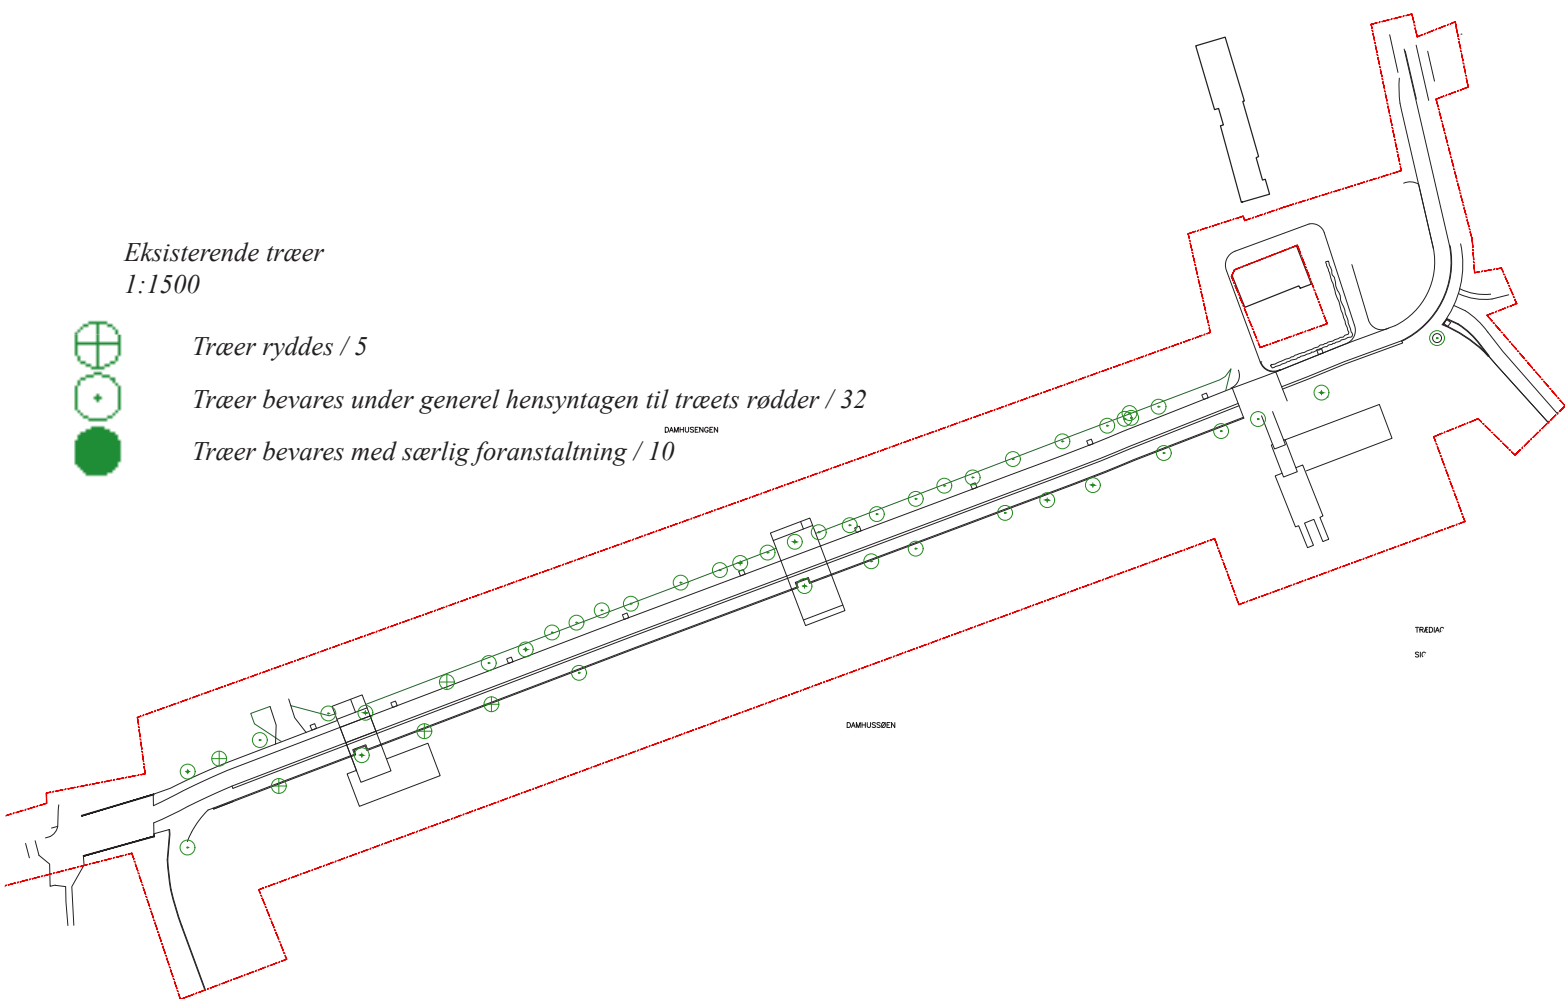 Eksisterende træer
1:1500
Træer ryddes / 5
Træer bevares under generel hensyntagen til træets rødder / 32
DAMHUSENGEN
Træer bevares med særlig foranstaltning / 10
DAMHUSSØEN